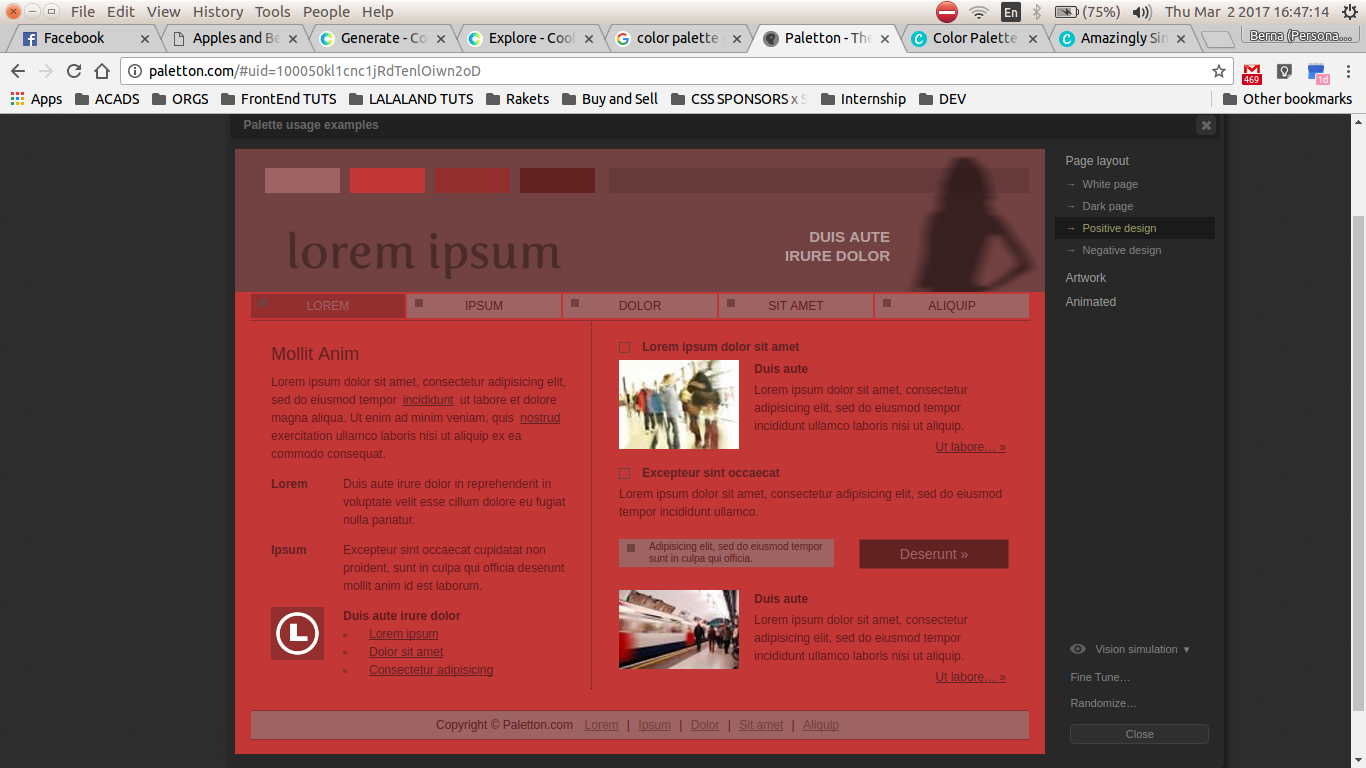 File Edit View History Tools People Help
En (75%) Thu Mar 2 2017 16:47:14
Facebook
Apples and Be
Generate - Co
Explore - Cool
color palette
Paletton - The
Color Palette
Amazingly Sim
Berna (Persona...
paletton.com/#uid=100050kl1cnc1jRdTenlOiwn2oD
469
1d
Apps ACADS ORGS FrontEnd TUTS LALALAND TUTS Rakets Buy and Sell CSS SPONSORS x S Internship DEV Other bookmarks
Palette usage examples
lorem ipsum
DUIS AUTE
IRURE DOLOR
LOREM IPSUM DOLOR SIT AMET ALIQUIP
Mollit Anim
Lorem ipsum dolor sit amet, consectetur adipisicing elit,
sed do eiusmod tempor incididunt ut labore et dolore
magna aliqua. Ut enim ad minim veniam, quis nostrud
exercitation ullamco laboris nisi ut aliquip ex ea
commodo consequat.
Lorem
Duis aute irure dolor in reprehenderit in
voluptate velit esse cillum dolore eu fugiat
nulla pariatur.
Ipsum
Excepteur sint occaecat cupidatat non
proident, sunt in culpa qui officia deserunt
mollit anim id est laborum.
L
Duis aute irure dolor
Lorem ipsum
Dolor sit amet
Consectetur adipisicing
Lorem ipsum dolor sit amet
Duis aute
Lorem ipsum dolor sit amet, consectetur
adipisicing elit, sed do eiusmod tempor
incididunt ullamco laboris nisi ut aliquip.
Ut labore… »
Excepteur sint occaecat
Lorem ipsum dolor sit amet, consectetur adipisicing elit, sed do eiusmod
tempor incididunt ullamco.
Adipisicing elit, sed do eiusmod tempor
sunt in culpa qui officia.
Deserunt »
Duis aute
Lorem ipsum dolor sit amet, consectetur
adipisicing elit, sed do eiusmod tempor
incididunt ullamco laboris nisi ut aliquip.
Ut labore… »
Copyright © Paletton.com Lorem | Ipsum | Dolor | Sit amet | Aliquip
Page layout
→ White page
→ Dark page
→ Positive design
→ Negative design
Artwork
Animated
Vision simulation ▾
Fine Tune…
Randomize…
Close